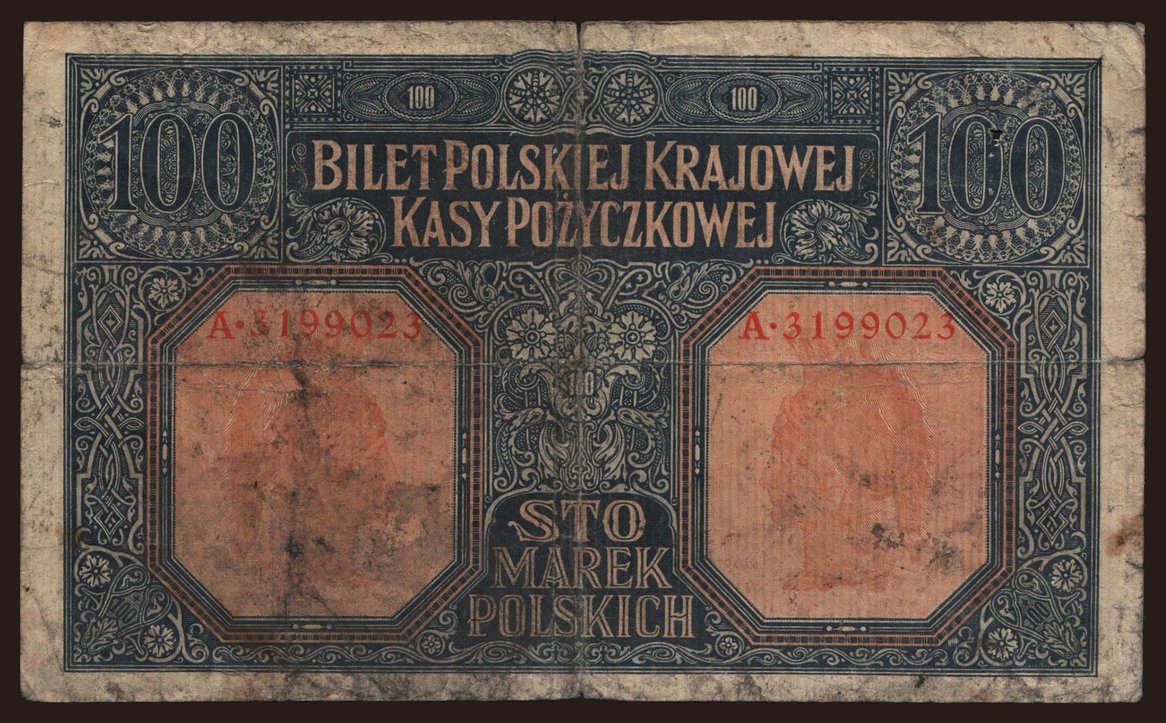 100 100
100 100
BILET POLSKIEJ KRAJOWEJ
KASY POŻYCZKOWEJ
A·3199023 A·3199023
100
STO
MAREK
POLSKICH